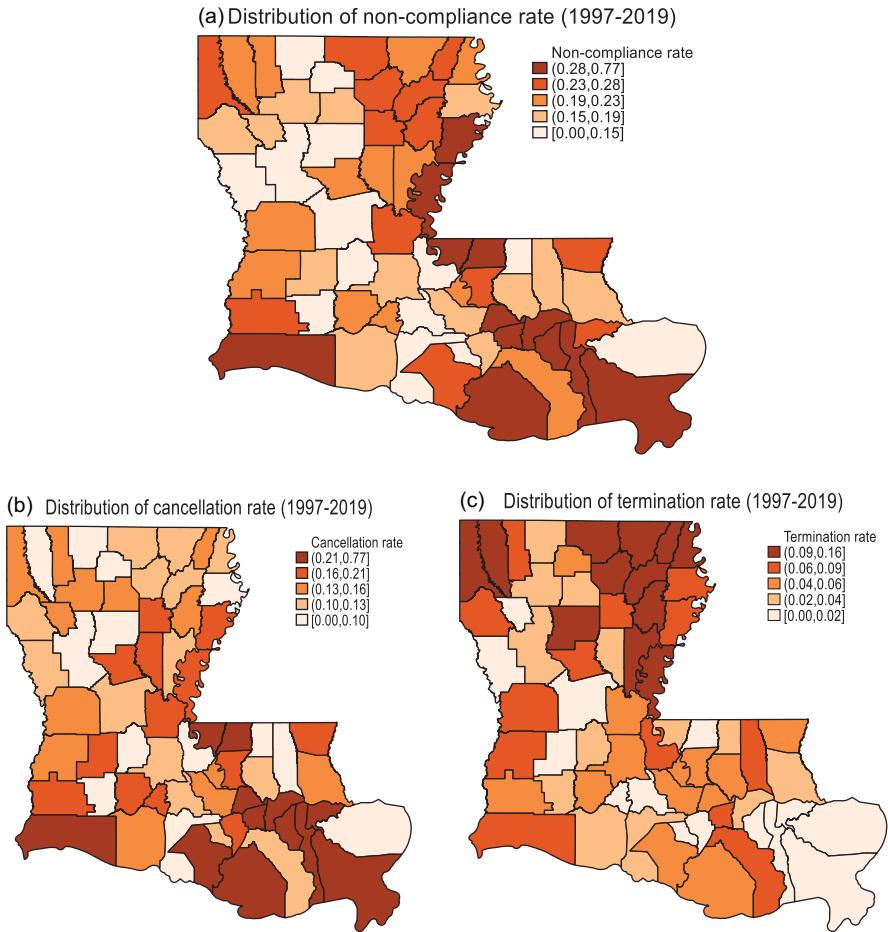 (a) Distribution of non-compliance rate (1997-2019)
Non-compliance rate
(0.28,0.77]
(0.23,0.28]
(0.19,0.23]
(0.15,0.19]
[0.00,0.15]
(b) Distribution of cancellation rate (1997-2019)
Cancellation rate
(0.21,0.77]
(0.16,0.21]
(0.13,0.16]
(0.10,0.13]
[0.00,0.10]
(c) Distribution of termination rate (1997-2019)
Termination rate
(0.09,0.16]
(0.06,0.09]
(0.04,0.06]
(0.02,0.04]
[0.00,0.02]